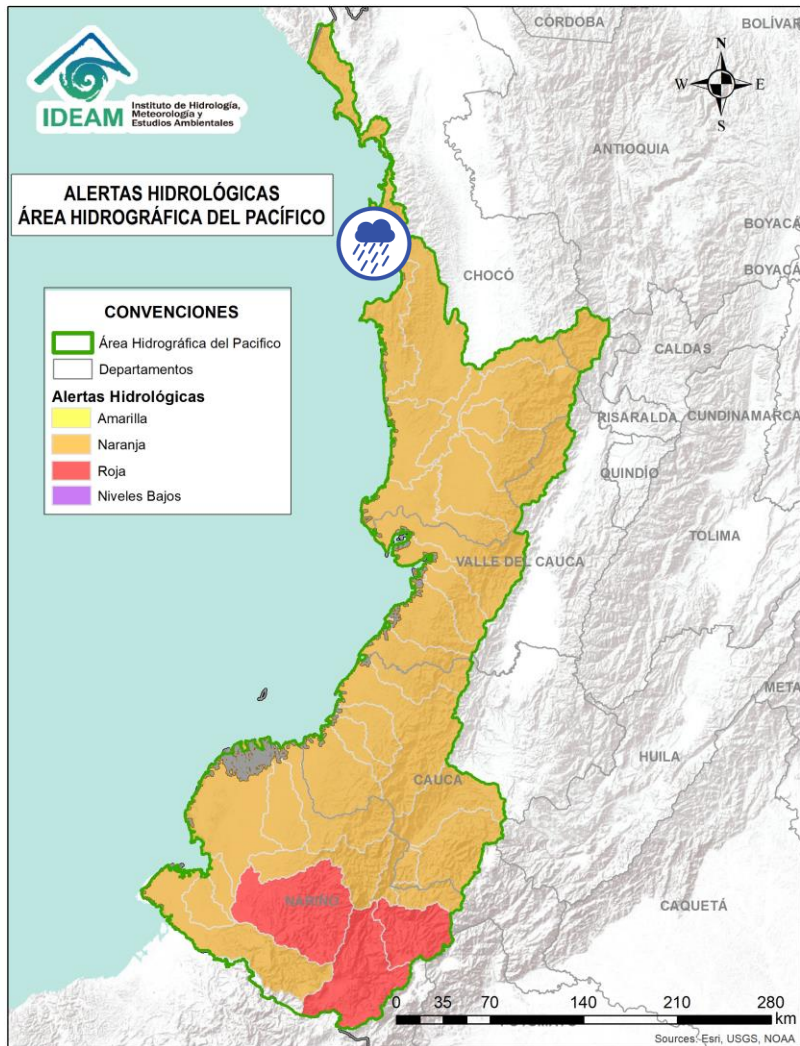 IDEAM
Instituto de Hidrología,
Meteorología y
Estudios Ambientales
ALERTAS HIDROLÓGICAS
ÁREA HIDROGRÁFICA DEL PACÍFICO
CONVENCIONES
Área Hidrográfica del Pacifico
Departamentos
Alertas Hidrológicas
Amarilla
Naranja
Roja
Niveles Bajos
N
W E
S
CÓRDOBA
BOLÍVAR
ANTIOQUIA
BOYACÁ
BOYACÁ
CHOCÓ
CALDAS
RISARALDA
CUNDINAMARCA
QUINDÍO
TOLIMA
VALLE DEL CAUCA
META
HUILA
CAUCA
NARIÑO
CAQUETÁ
0 35 70 140 210 280
km
Sources: Esri, USGS, NOAA